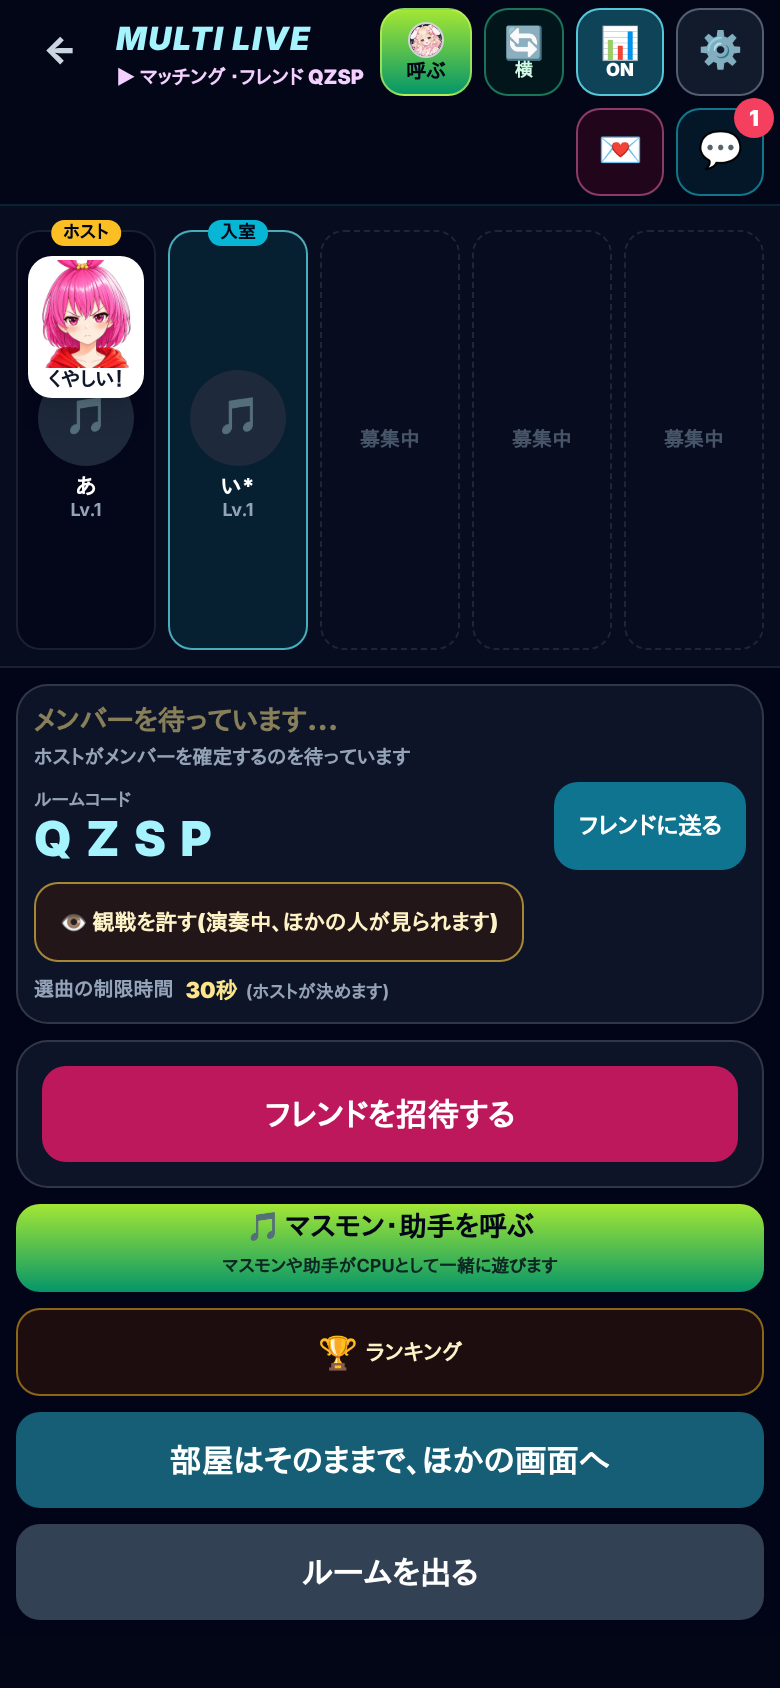 MULTI LIVE
▶ マッチング ・フレンド QZSP
呼ぶ
横
ON
1
ホスト
入室
くやしい!
あ
Lv.1
い*
Lv.1
募集中
募集中
募集中
メンバーを待っています...
ホストがメンバーを確定するのを待っています
ルームコード
QZSP
フレンドに送る
観戦を許す(演奏中、ほかの人が見られます)
選曲の制限時間 30秒 (ホストが決めます)
フレンドを招待する
マスモン・助手を呼ぶ
マスモンや助手がCPUとして一緒に遊びます
ランキング
部屋はそのままで、ほかの画面へ
ルームを出る